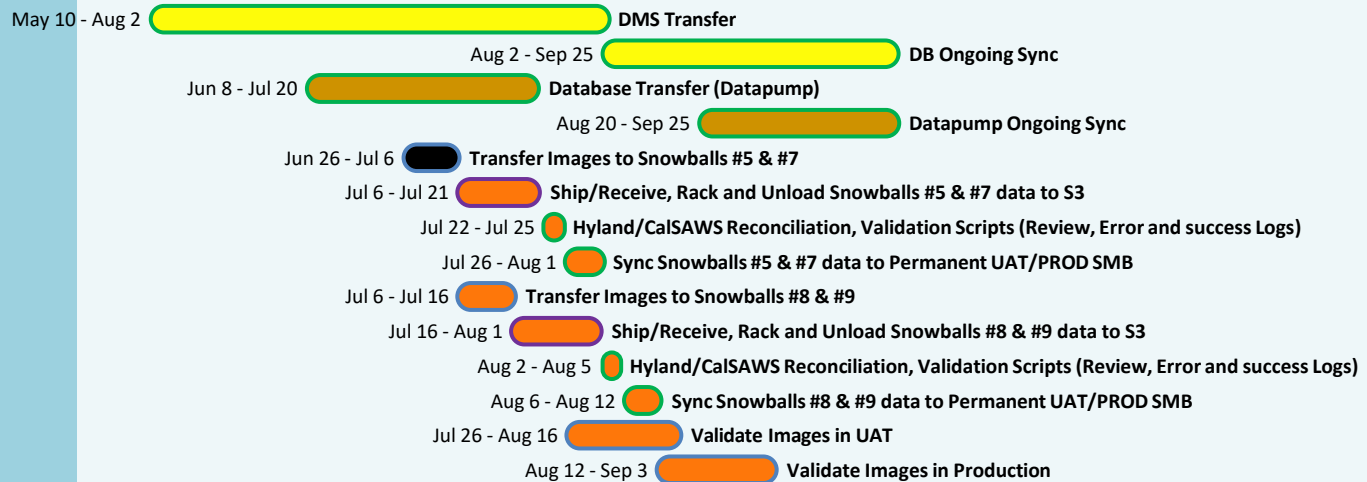 May 10 - Aug 2 DMS Transfer
Aug 2 - Sep 25 DB Ongoing Sync
Jun 8 - Jul 20 Database Transfer (Datapump)
Aug 20 - Sep 25 Datapump Ongoing Sync
Jun 26 - Jul 6 Transfer Images to Snowballs #5 & #7
Jul 6 - Jul 21 Ship/Receive, Rack and Unload Snowballs #5 & #7 data to S3
Jul 22 - Jul 25 Hyland/CalSAWS Reconciliation, Validation Scripts (Review, Error and success Logs)
Jul 26 - Aug 1 Sync Snowballs #5 & #7 data to Permanent UAT/PROD SMB
Jul 6 - Jul 16 Transfer Images to Snowballs #8 & #9
Jul 16 - Aug 1 Ship/Receive, Rack and Unload Snowballs #8 & #9 data to S3
Aug 2 - Aug 5 Hyland/CalSAWS Reconciliation, Validation Scripts (Review, Error and success Logs)
Aug 6 - Aug 12 Sync Snowballs #8 & #9 data to Permanent UAT/PROD SMB
Jul 26 - Aug 16 Validate Images in UAT
Aug 12 - Sep 3 Validate Images in Production